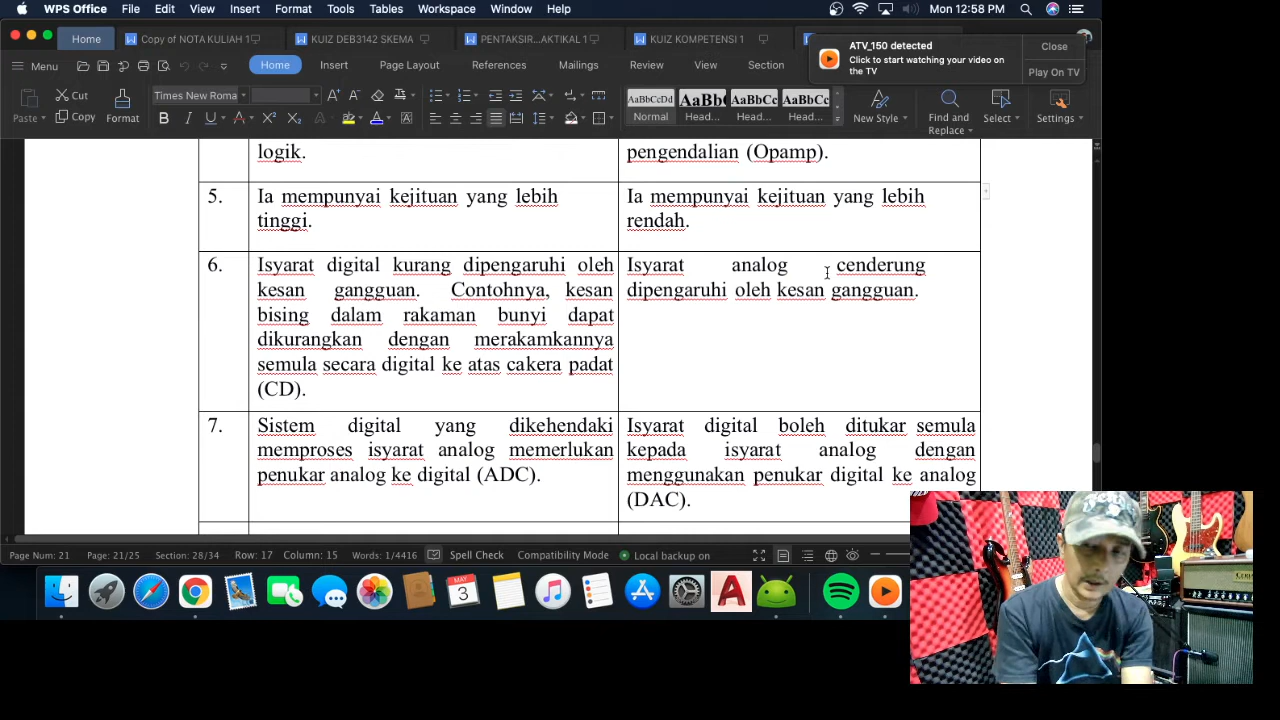 WPS Office File Edit View Insert Format Tools Tables Workspace Window Help Mon 12:58 PM
Home Copy of NOTA KULIAH 1 KUIZ DEB3142 SKEMA PENTAKSIR...AKTIKAL 1 KUIZ KOMPETENSI 1
ATV_150 detected
Click to start watching your video on
the TV
Close
Play On TV
Menu Home Insert Page Layout References Mailings Review View Section
Paste Cut Copy Format Times New Roma
AaBbCcDd AaBb AaBbC AaBbCc
Normal Head... Head... Head... New Style Find and
Replace Select Settings
logik. pengendalian (Opamp).
5. Ia mempunyai kejituan yang lebih
tinggi.
Ia mempunyai kejituan yang lebih
rendah.
6. Isyarat digital kurang dipengaruhi oleh
kesan gangguan. Contohnya, kesan
bising dalam rakaman bunyi dapat
dikurangkan dengan merakamkannya
semula secara digital ke atas cakera padat
(CD).
Isyarat analog cenderung
dipengaruhi oleh kesan gangguan.
7. Sistem digital yang dikehendaki
memproses isyarat analog memerlukan
penukar analog ke digital (ADC).
Isyarat digital boleh ditukar semula
kepada isyarat analog dengan
menggunakan penukar digital ke analog
(DAC).
Page Num: 21 Page: 21/25 Section: 28/34 Row: 17 Column: 15 Words: 1/4416 Spell Check Compatibility Mode Local backup on
MAY
3